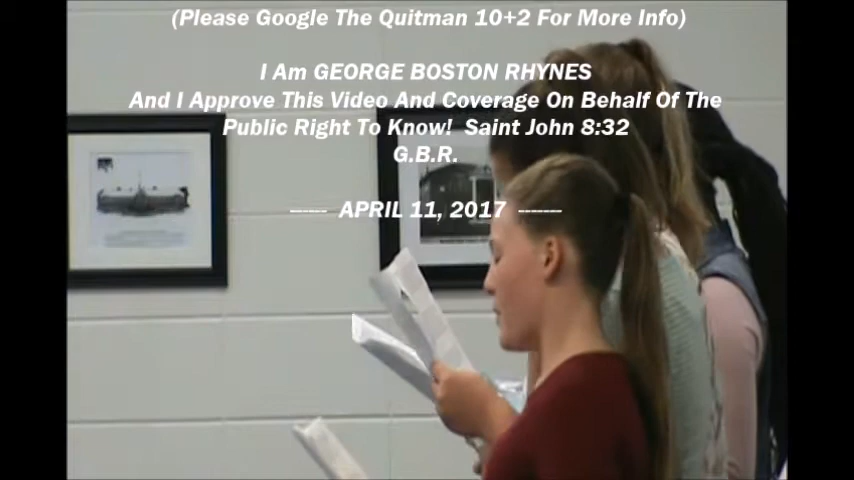 (Please Google The Quitman 10+2 For More Info)
I Am GEORGE BOSTON RHYNES
And I Approve This Video And Coverage On Behalf Of The
Public Right To Know!  Saint John 8:32
G.B.R.
------ APRIL 11, 2017 -------